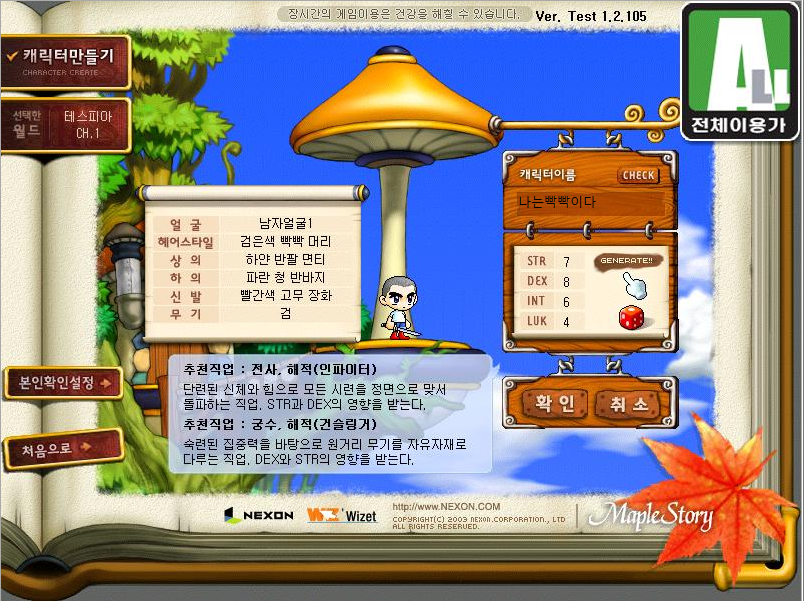 장시간의 게임이용은 건강을 해칠 수 있습니다.
Ver. Test 1.2.105
ALL
전체이용가
캐릭터만들기
CHARACTER CREATE
선택한 월드
테스피아
CH.1
캐릭터이름
CHECK
나는빡빡이다
얼 굴 남자얼굴1
헤어스타일 검은색 빡빡 머리
상 의 하얀 반팔 면티
하 의 파란 청 반바지
신 발 빨간색 고무 장화
무 기 검
STR 7
DEX 8
INT 6
LUK 4
GENERATE!!
본인확인설정
처음으로
추천직업 : 전사, 해적(인파이터)
단련된 신체와 힘으로 모든 시련을 정면으로 맞서
돌파하는 직업. STR과 DEX의 영향을 받는다.
추천직업 : 궁수, 해적(건슬링거)
숙련된 집중력을 바탕으로 원거리 무기를 자유자재로
다루는 직업. DEX와 STR의 영향을 받는다.
확 인
취 소
NEXON
Wizet
http://www.NEXON.COM
COPYRIGHT(C) 2003 NEXON.CORPORATION., LTD
ALL RIGHTS RESERVED.
MapleStory